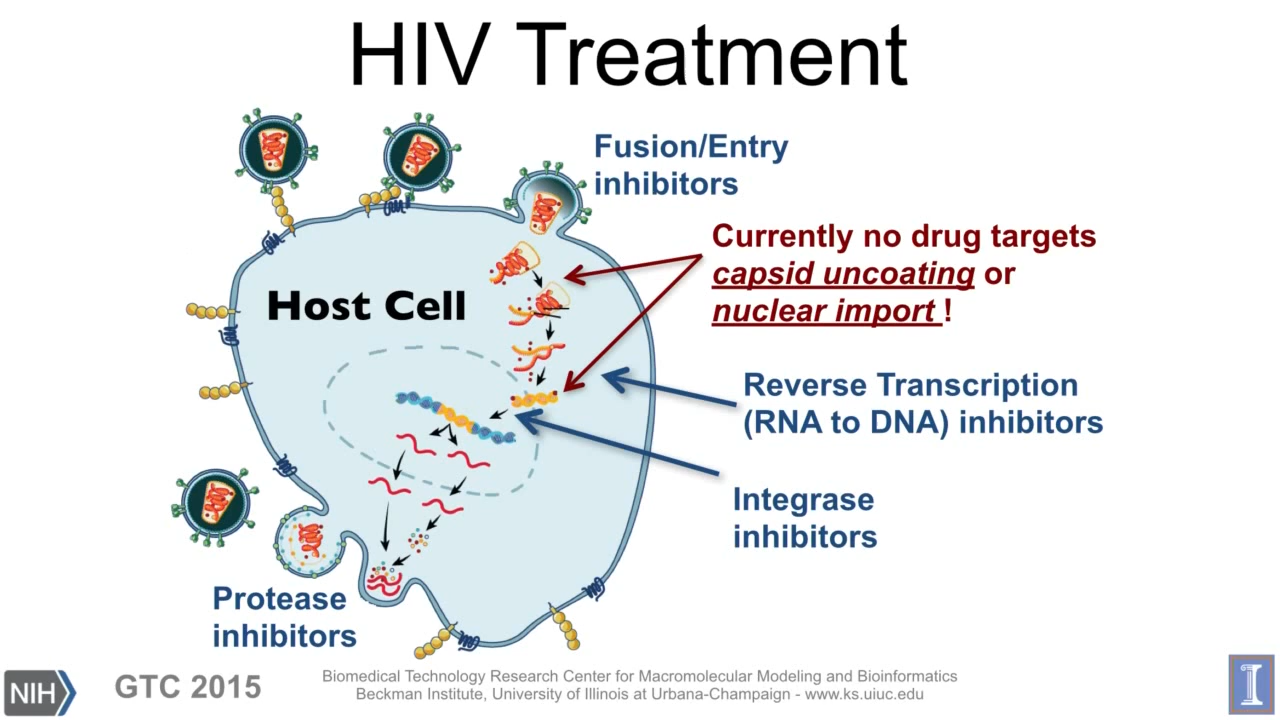 HIV Treatment
Fusion/Entry
inhibitors
Currently no drug targets
capsid uncoating or
nuclear import !
Host Cell
Reverse Transcription
(RNA to DNA) inhibitors
Integrase
inhibitors
Protease
inhibitors
NIH
GTC 2015
Biomedical Technology Research Center for Macromolecular Modeling and Bioinformatics
Beckman Institute, University of Illinois at Urbana-Champaign - www.ks.uiuc.edu
I